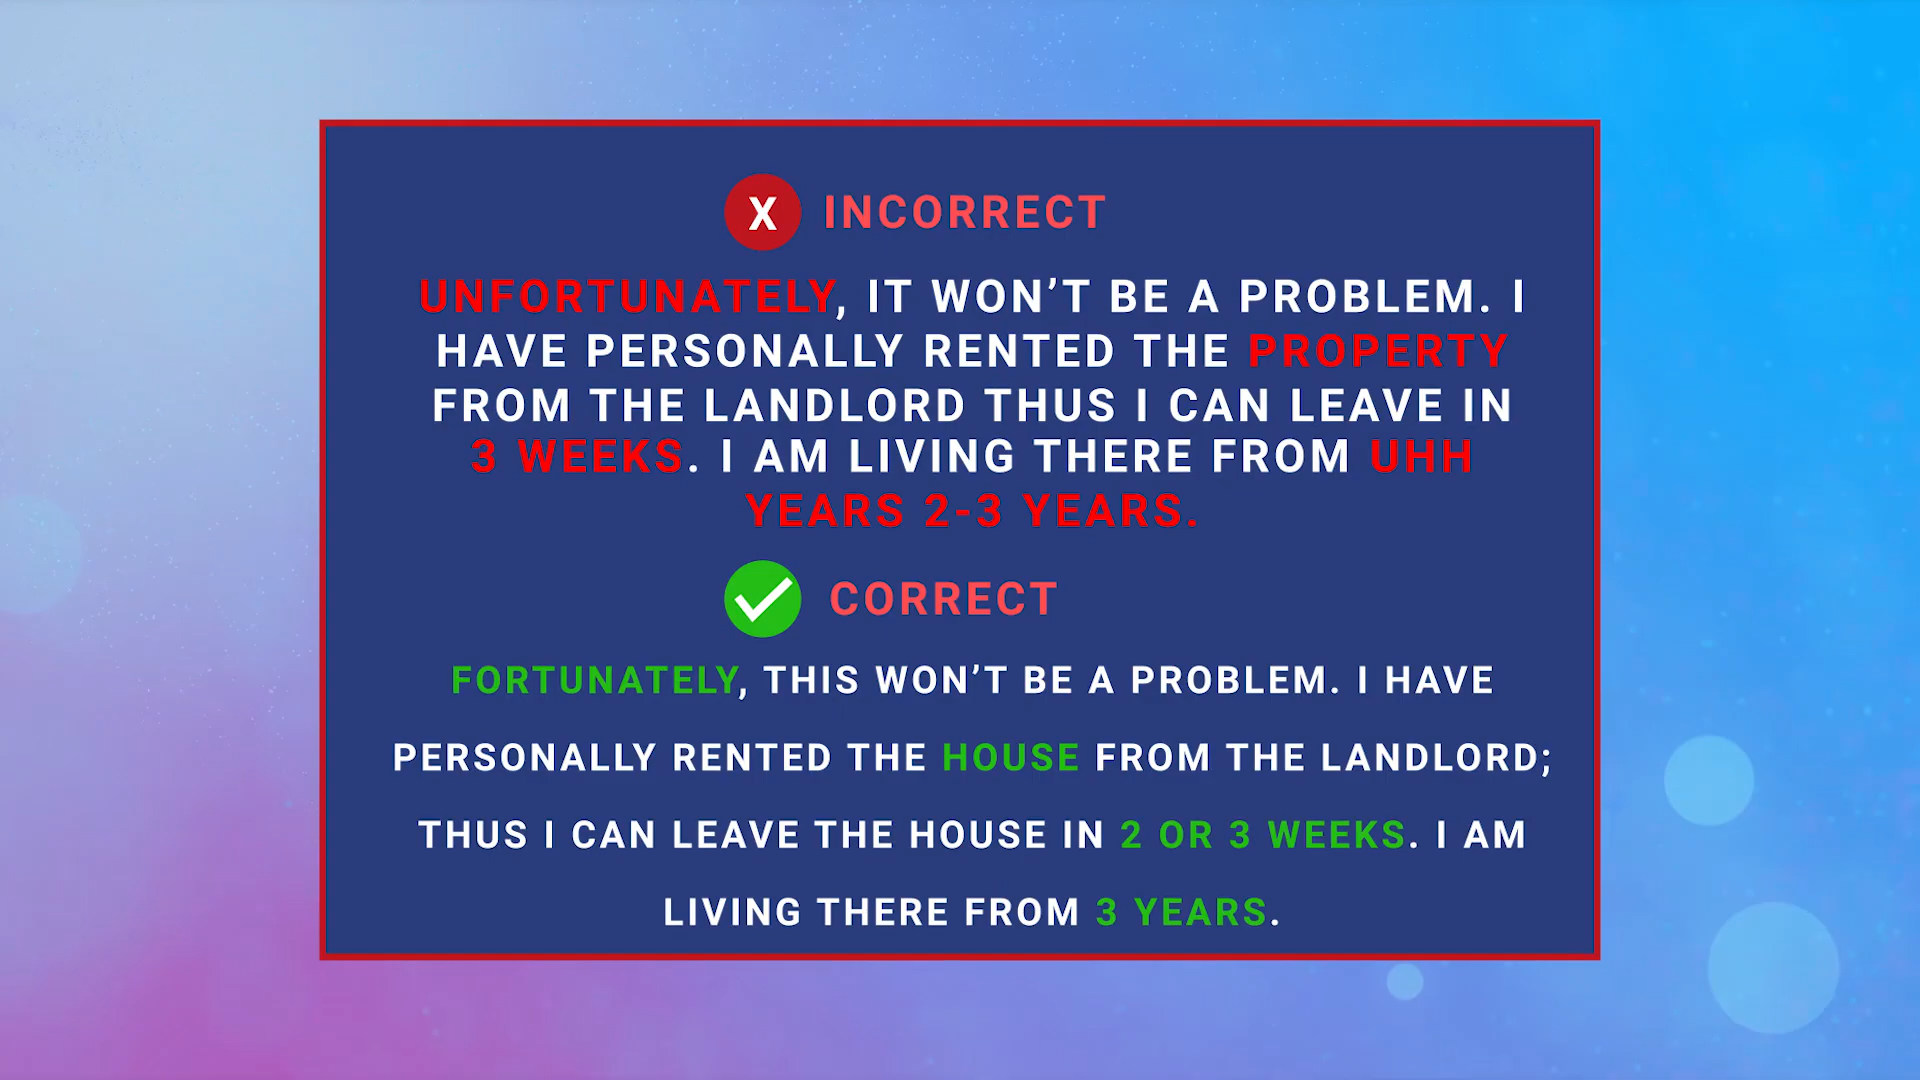 X INCORRECT
UNFORTUNATELY, IT WON'T BE A PROBLEM. I
HAVE PERSONALLY RENTED THE PROPERTY
FROM THE LANDLORD THUS I CAN LEAVE IN
3 WEEKS. I AM LIVING THERE FROM UHH
YEARS 2-3 YEARS.
CORRECT
FORTUNATELY, THIS WON'T BE A PROBLEM. I HAVE
PERSONALLY RENTED THE HOUSE FROM THE LANDLORD;
THUS I CAN LEAVE THE HOUSE IN 2 OR 3 WEEKS. I AM
LIVING THERE FROM 3 YEARS.